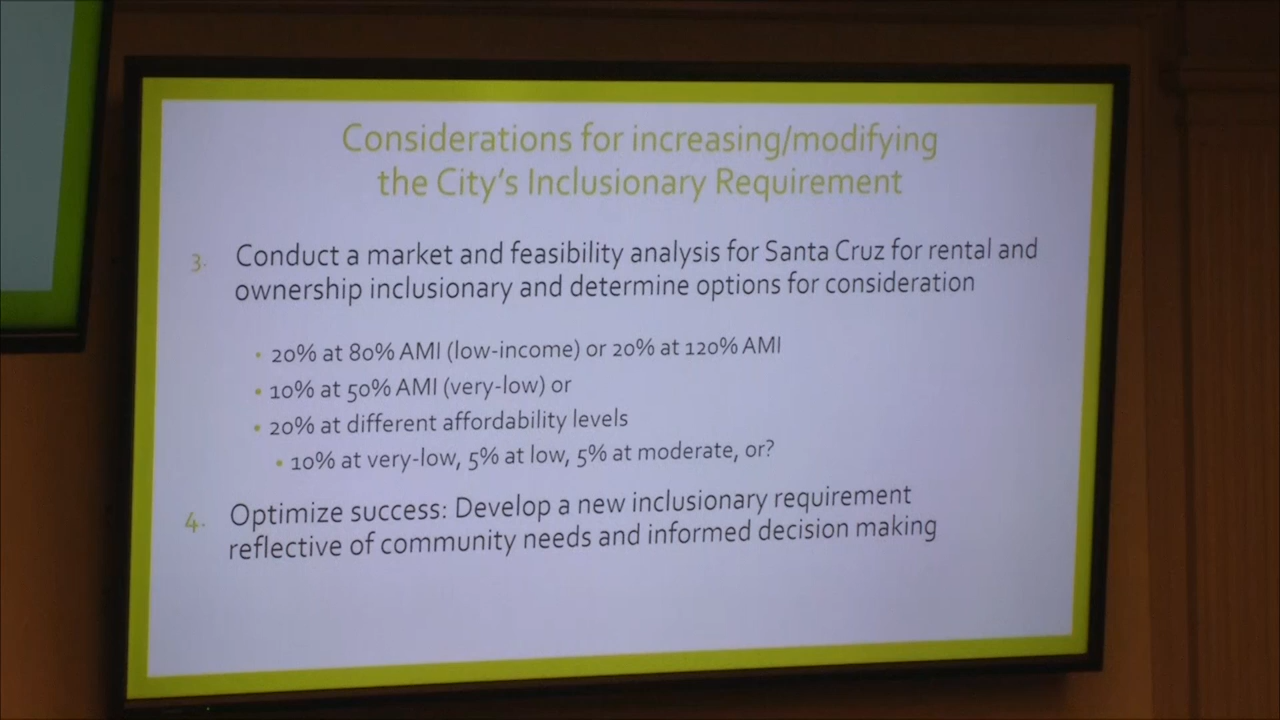 Considerations for increasing/modifying
the City's Inclusionary Requirement
3. Conduct a market and feasibility analysis for Santa Cruz for rental and
ownership inclusionary and determine options for consideration
• 20% at 80% AMI (low-income) or 20% at 120% AMI
• 10% at 50% AMI (very-low) or
• 20% at different affordability levels
• 10% at very-low, 5% at low, 5% at moderate, or?
4. Optimize success: Develop a new inclusionary requirement
reflective of community needs and informed decision making